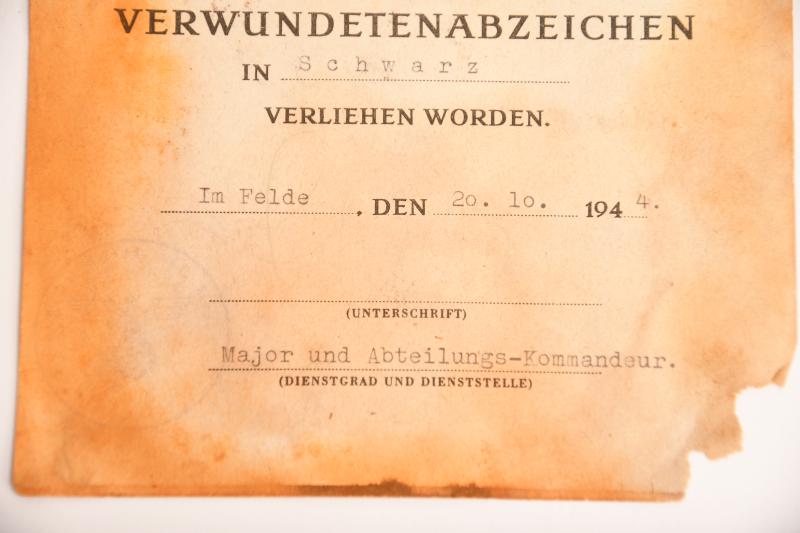 VERWUNDETENABZEICHEN
IN Schwarz
VERLIEHEN WORDEN.
Im Felde, DEN 20. 10. 1944.
(UNTERSCHRIFT)
Major und Abteilungs-Kommandeur.
(DIENSTGRAD UND DIENSTSTELLE)